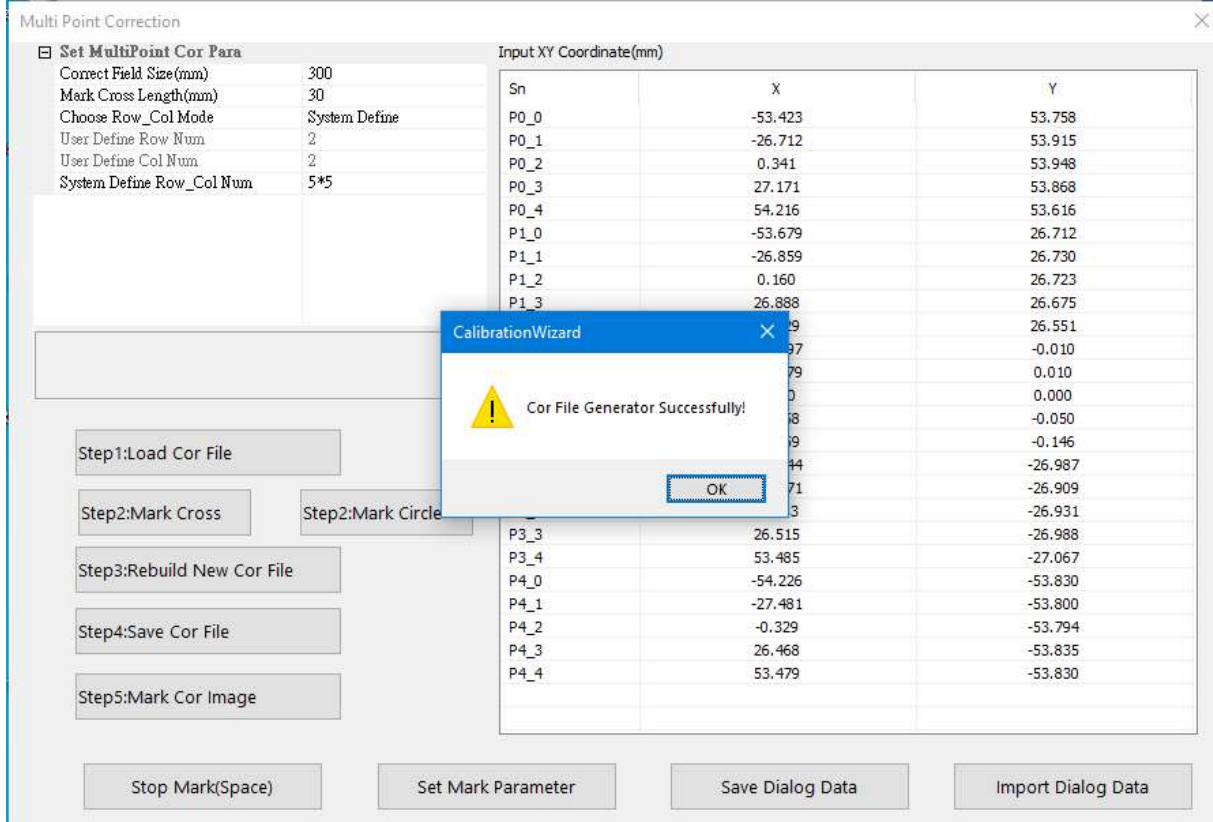 Multi Point Correction
Set MultiPoint Cor Para
Correct Field Size(mm) 300
Mark Cross Length(mm) 30
Choose Row_Col Mode System Define
User Define Row Num 2
User Define Col Num 2
System Define Row_Col Num 5*5
Step1:Load Cor File
Step2:Mark Cross Step2:Mark Circle
Step3:Rebuild New Cor File
Step4:Save Cor File
Step5:Mark Cor Image
Input XY Coordinate(mm)
Sn X Y
P0_0 -53.423 53.758
P0_1 -26.712 53.915
P0_2 0.341 53.948
P0_3 27.171 53.868
P0_4 54.216 53.616
P1_0 -53.679 26.712
P1_1 -26.859 26.730
P1_2 0.160 26.723
P1_3 26.888 26.675
26.551
-0.010
0.010
0.000
-0.050
-0.146
-26.987
-26.909
-26.931
P3_3 26.515 -26.988
P3_4 53.485 -27.067
P4_0 -54.226 -53.830
P4_1 -27.481 -53.800
P4_2 -0.329 -53.794
P4_3 26.468 -53.835
P4_4 53.479 -53.830
CalibrationWizard
Cor File Generator Successfully!
OK
Stop Mark(Space) Set Mark Parameter Save Dialog Data Import Dialog Data